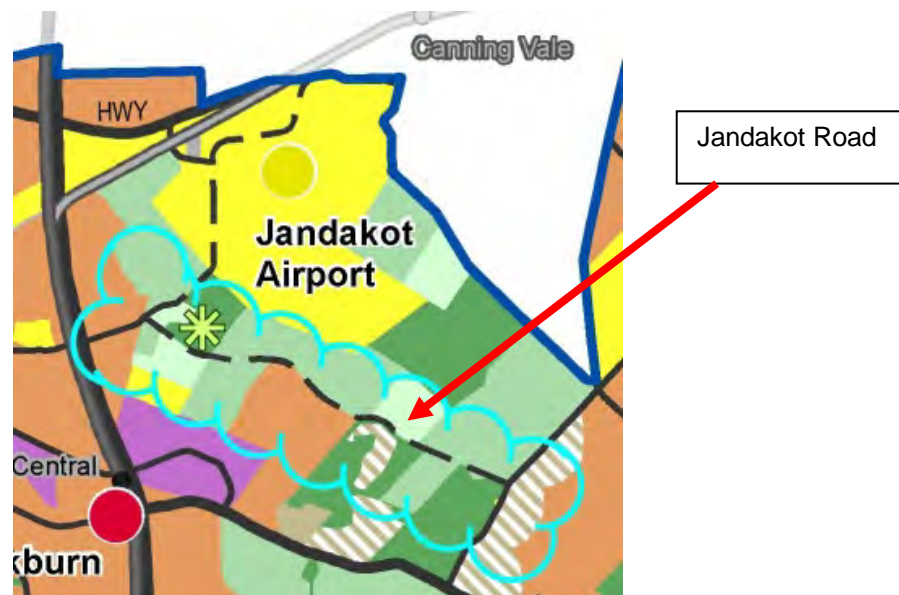 Canning Vale
HWY
Jandakot Road
Jandakot
Airport
Central
kburn